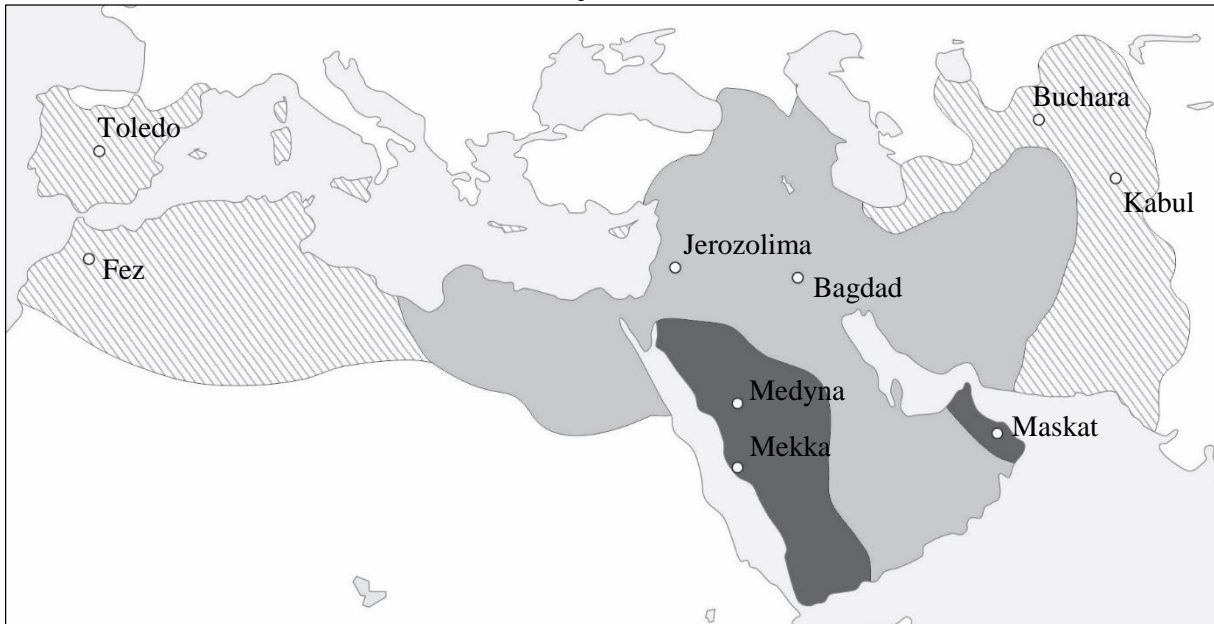 Toledo
Buchara
Kabul
Jerozolima
Fez
Bagdad
Medyna
Maskat
Mekka